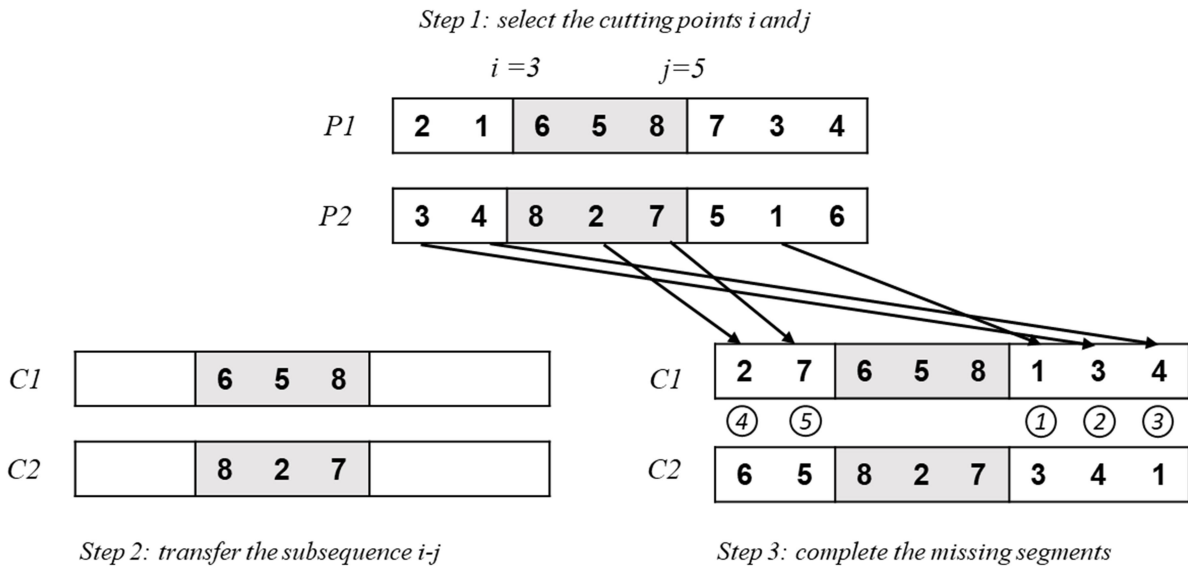 Step 1: select the cutting points i and j
i =3 j=5
P1 2 1 6 5 8 7 3 4
P2 3 4 8 2 7 5 1 6
C1 6 5 8
C2 8 2 7
Step 2: transfer the subsequence i-j
C1 2 7 6 5 8 1 3 4
4 5 1 2 3
C2 6 5 8 2 7 3 4 1
Step 3: complete the missing segments